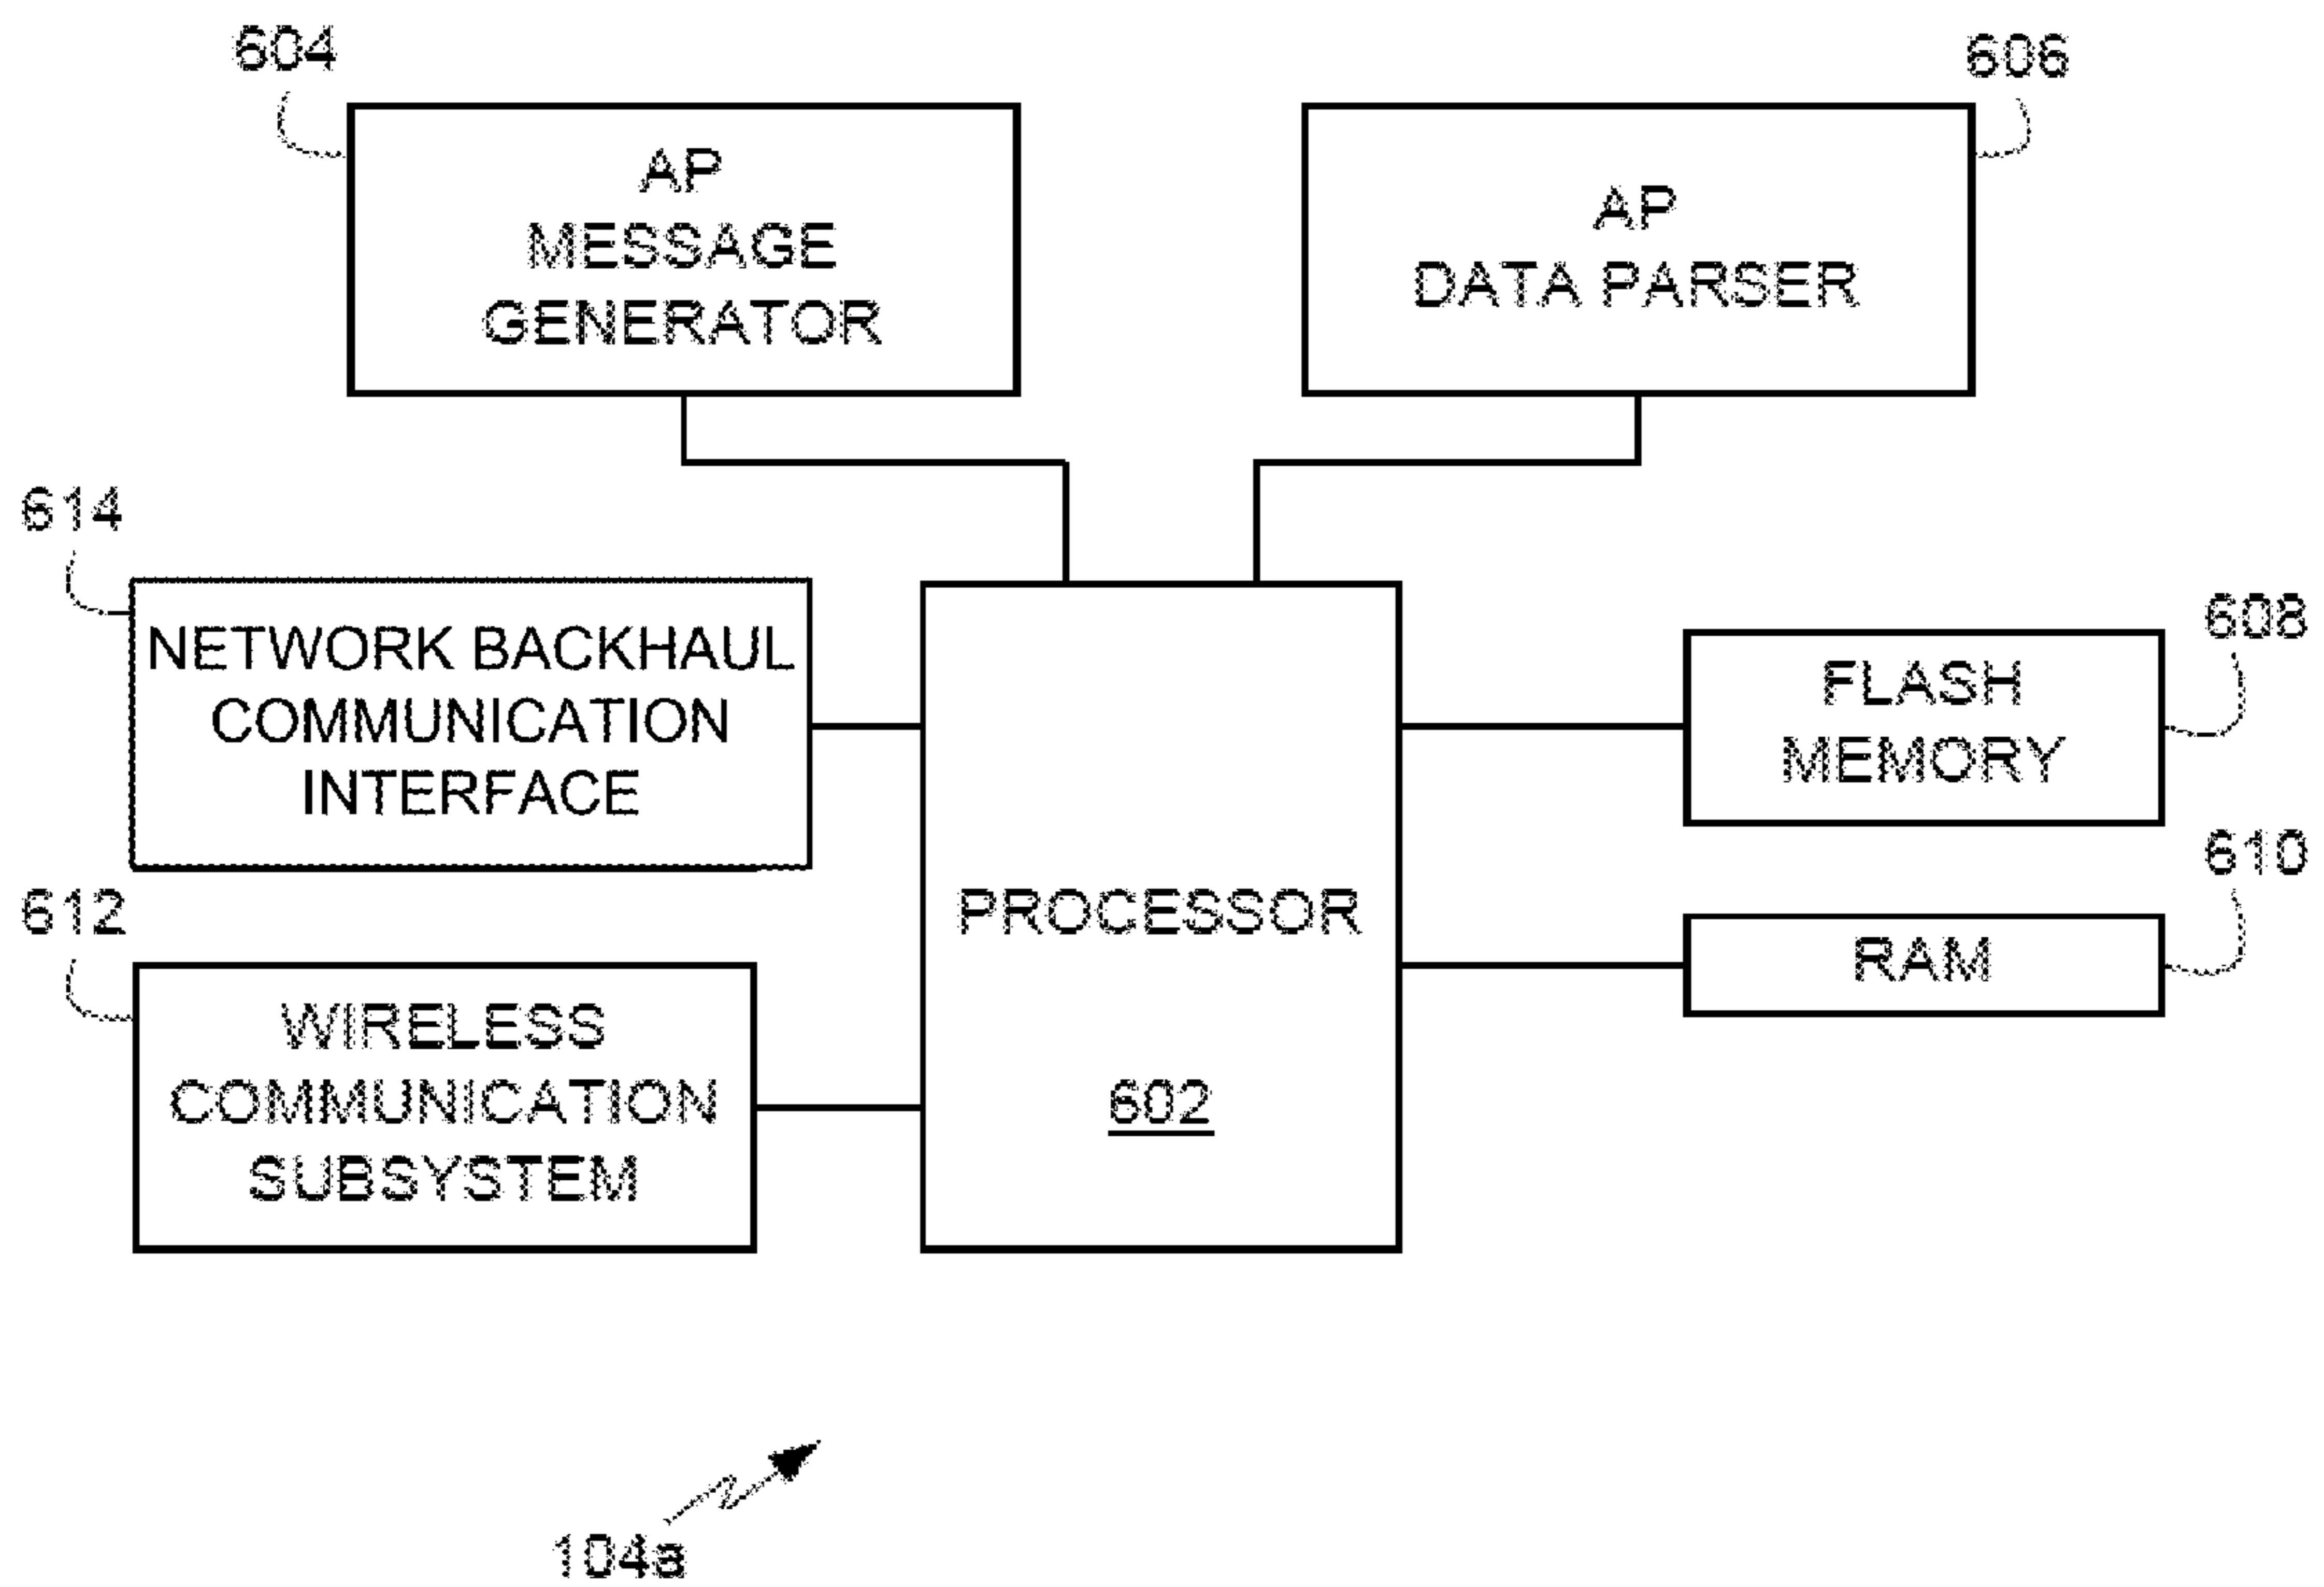 604
606
AP
MESSAGE
GENERATOR
AP
DATA PARSER
614
NETWORK BACKHAUL
COMMUNICATION
INTERFACE
608
FLASH
MEMORY
612
WIRELESS
COMMUNICATION
SUBSYSTEM
PROCESSOR
602
610
RAM
104a